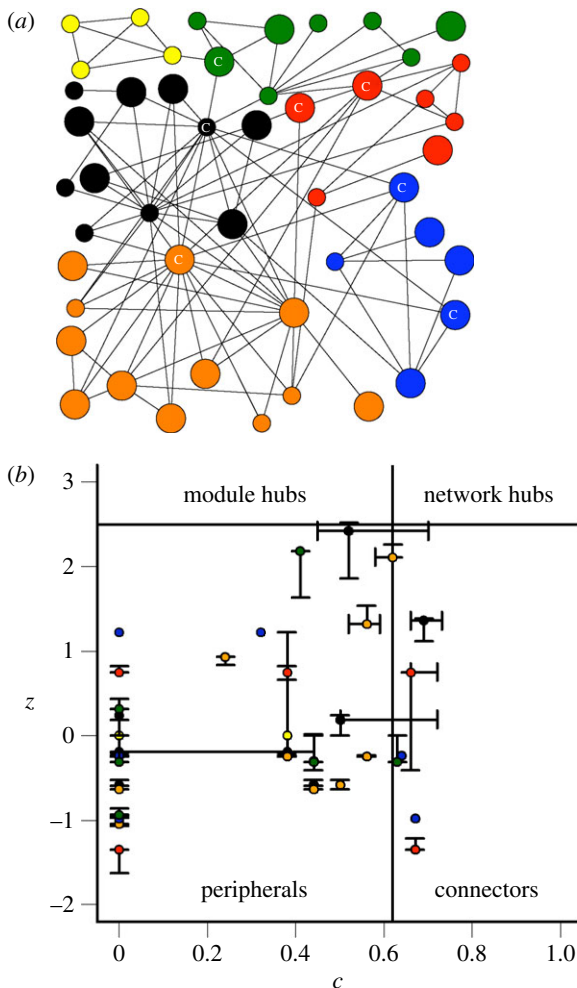 (a)
C
C
C
C
C
C
C
(b)
3
module hubs
network hubs
2
1
z
0
−1
peripherals
connectors
−2
0
0.2
0.4
0.6
0.8
1.0
c